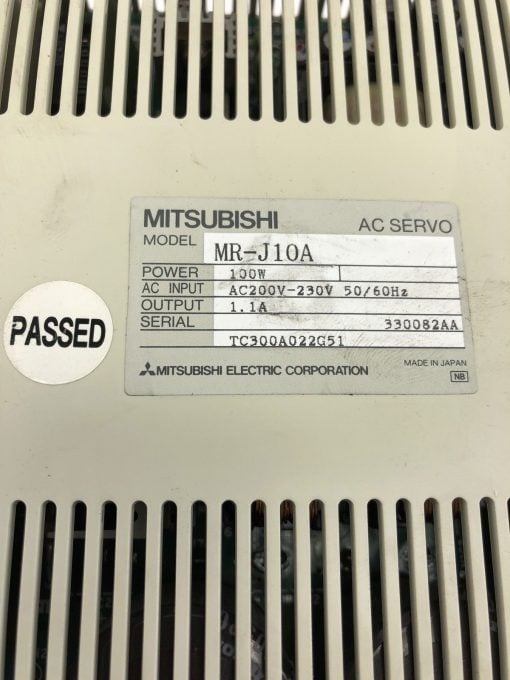 MITSUBISHI AC SERVO
MODEL MR-J10A
POWER 100W
AC INPUT AC200V-230V 50/60Hz
OUTPUT 1.1A
SERIAL 330082AA
TC300A022G51
MITSUBISHI ELECTRIC CORPORATION
MADE IN JAPAN
NB
PASSED